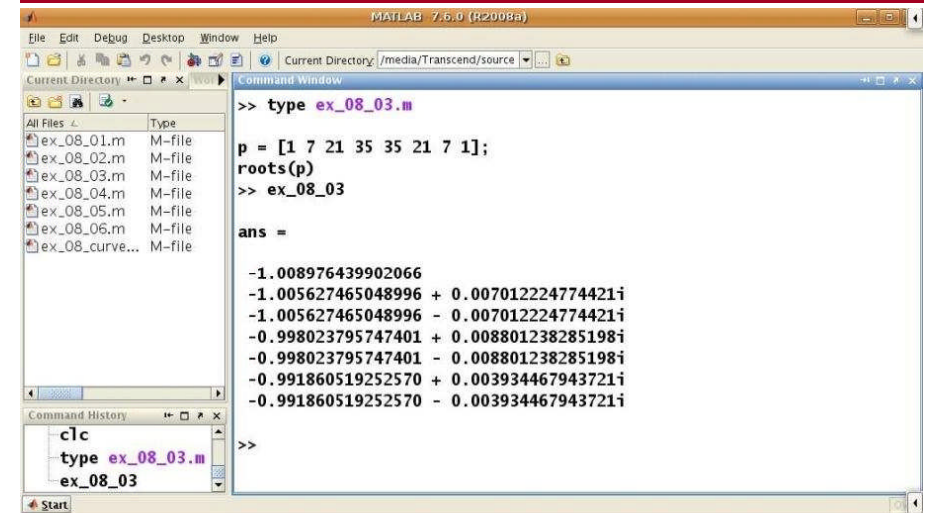 MATLAB 7.6.0 (R2008a)
File Edit Debug Desktop Window Help
Current Directory: /media/Transcend/source
Current Directory
All Files Type
ex_08_01.m M-file
ex_08_02.m M-file
ex_08_03.m M-file
ex_08_04.m M-file
ex_08_05.m M-file
ex_08_06.m M-file
ex_08_curve... M-file
Command History
clc
type ex_08_03.m
ex_08_03
Command Window
>> type ex_08_03.m
p = [1 7 21 35 35 21 7 1];
roots(p)
>> ex_08_03
ans =
-1.008976439902066
-1.005627465048996 + 0.007012224774421i
-1.005627465048996 - 0.007012224774421i
-0.998023795747401 + 0.008801238285198i
-0.998023795747401 - 0.008801238285198i
-0.991860519252570 + 0.003934467943721i
-0.991860519252570 - 0.003934467943721i
>>
Start